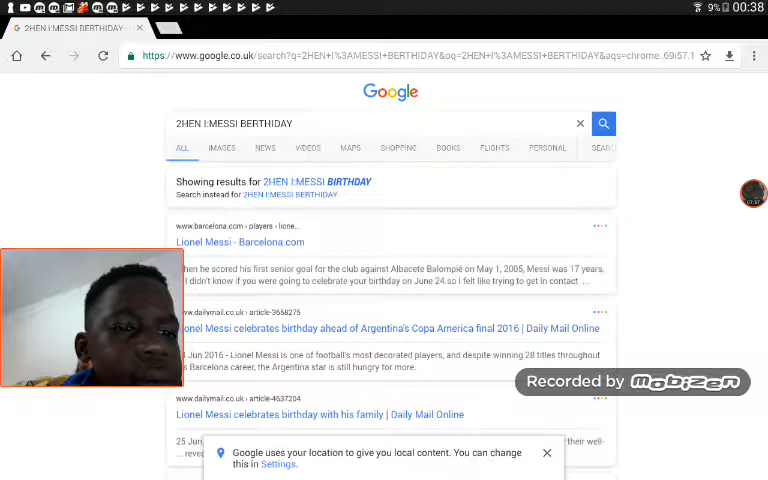 9% 00:38
2HEN I:MESSI BERTHIDAY
https://www.google.co.uk/search?q=2HEN+I%3AMESSI+BERTHIDAY&oq=2HEN+I%3AMESSI+BERTHIDAY&aqs=chrome..69i57.1
Google
2HEN I:MESSI BERTHIDAY
ALL IMAGES NEWS VIDEOS MAPS SHOPPING BOOKS FLIGHTS PERSONAL SEARC
Showing results for 2HEN I:MESSI BIRTHDAY
Search instead for 2HEN I:MESSI BERTHIDAY
07:37
www.barcelona.com › players › lione...
Lionel Messi - Barcelona.com
hen he scored his first senior goal for the club against Albacete Balompié on May 1, 2005, Messi was 17 years,
I didn't know if you were going to celebrate your birthday on June 24.so I felt like trying to get in contact ...
www.dailymail.co.uk › article-3658275
onel Messi celebrates birthday ahead of Argentina's Copa America final 2016 | Daily Mail Online
Jun 2016 - Lionel Messi is one of football's most decorated players, and despite winning 28 titles throughout
s Barcelona career, the Argentina star is still hungry for more.
Recorded by mobizen
www.dailymail.co.uk › article-4637204
Lionel Messi celebrates birthday with his family | Daily Mail Online
25 Jun their well-
... revea
Google uses your location to give you local content. You can change
this in Settings.